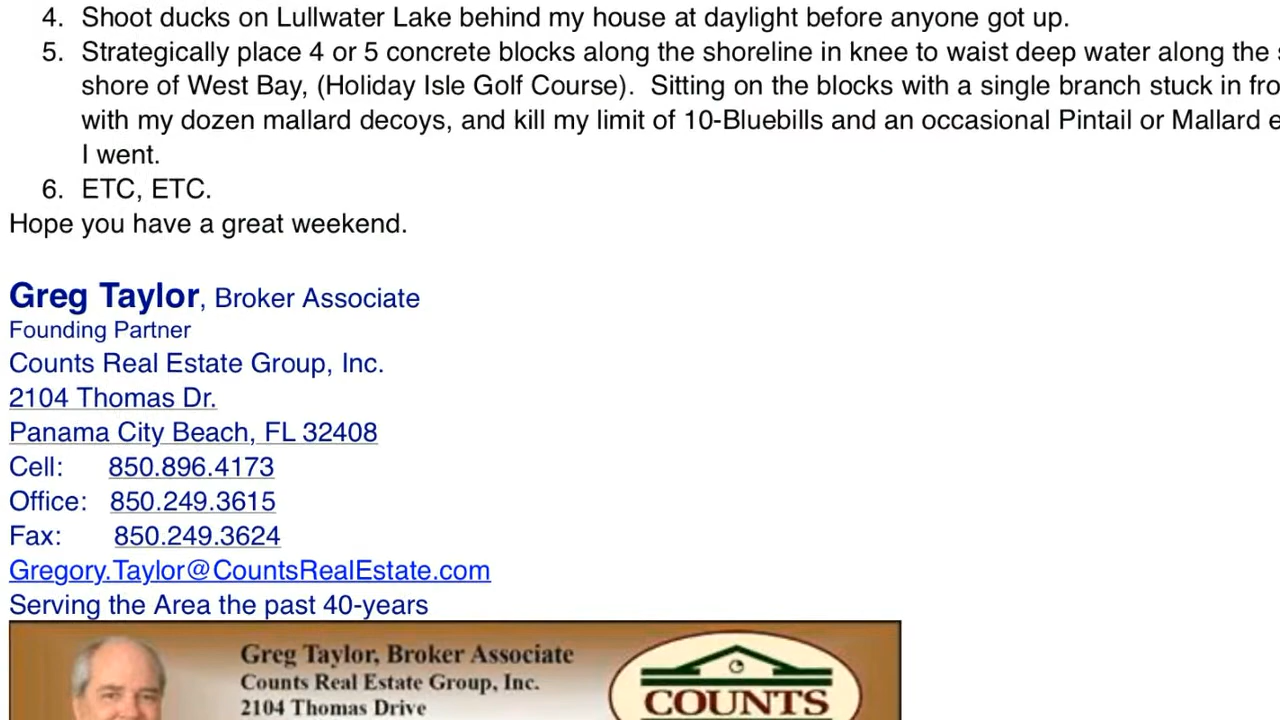 4. Shoot ducks on Lullwater Lake behind my house at daylight before anyone got up.
5. Strategically place 4 or 5 concrete blocks along the shoreline in knee to waist deep water along the
shore of West Bay, (Holiday Isle Golf Course). Sitting on the blocks with a single branch stuck in
with my dozen mallard decoys, and kill my limit of 10-Bluebills and an occasional Pintail or Mallard
I went.
6. ETC, ETC.
Hope you have a great weekend.
Greg Taylor, Broker Associate
Founding Partner
Counts Real Estate Group, Inc.
2104 Thomas Dr.
Panama City Beach, FL 32408
Cell: 850.896.4173
Office: 850.249.3615
Fax: 850.249.3624
Gregory.Taylor@CountsRealEstate.com
Serving the Area the past 40-years
Greg Taylor, Broker Associate
Counts Real Estate Group, Inc.
2104 Thomas Drive
COUNTS